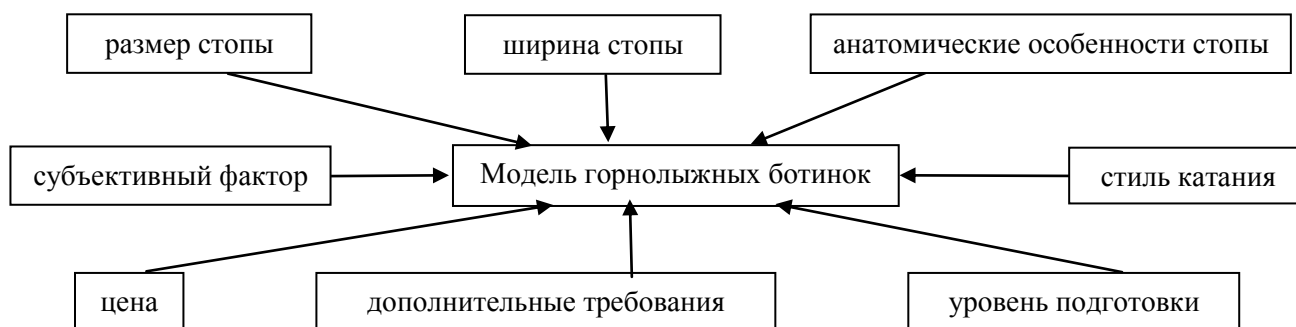 размер стопы
ширина стопы
анатомические особенности стопы
субъективный фактор
Модель горнолыжных ботинок
стиль катания
цена
дополнительные требования
уровень подготовки